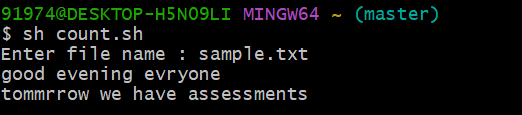 91974@DESKTOP-H5NO9LI MINGW64 ~ (master)
$ sh count.sh
Enter file name : sample.txt
good evening evryone
tommrrow we have assessments